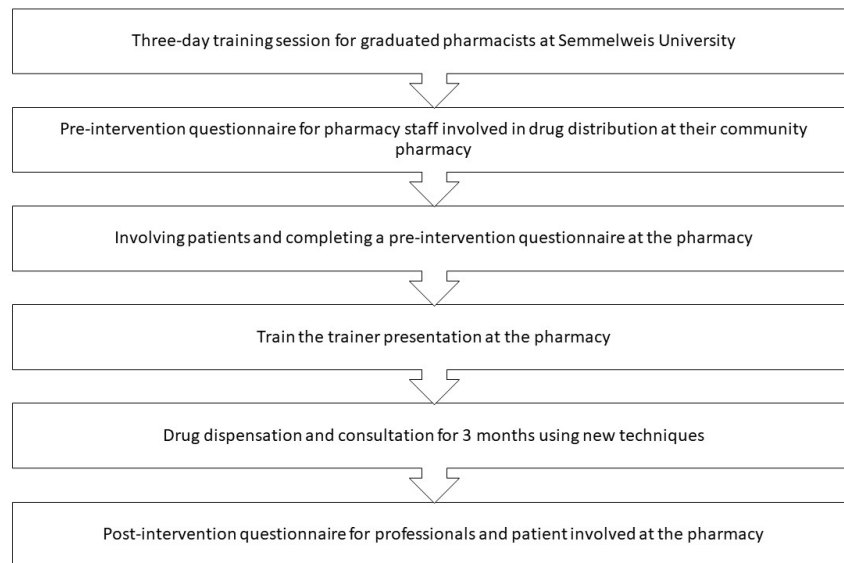 Three-day training session for graduated pharmacists at Semmelweis University
Pre-intervention questionnaire for pharmacy staff involved in drug distribution at their community
pharmacy
Involving patients and completing a pre-intervention questionnaire at the pharmacy
Train the trainer presentation at the pharmacy
Drug dispensation and consultation for 3 months using new techniques
Post-intervention questionnaire for professionals and patient involved at the pharmacy